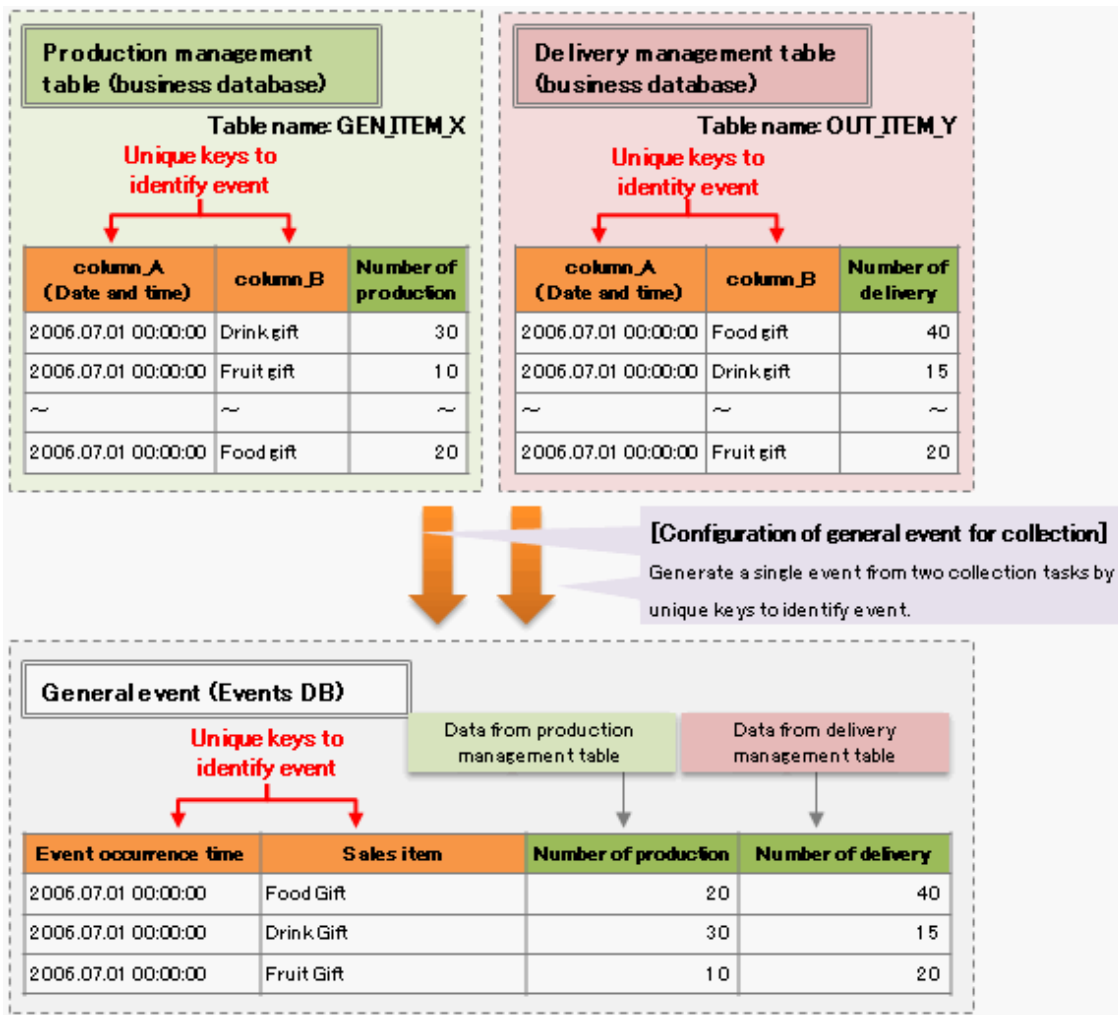 Production management
table (business database)
Table name: GEN_ITEM_X
Unique keys to
identify event
column_A
(Date and time)
column_B
Number of
production
2006.07.01 00:00:00 Drink gift 30
2006.07.01 00:00:00 Fruit gift 10
~ ~ ~
2006.07.01 00:00:00 Food gift 20
Delivery management table
(business database)
Table name: OUT_ITEM_Y
Unique keys to
identity event
column_A
(Date and time)
column_B
Number of
delivery
2006.07.01 00:00:00 Food gift 40
2006.07.01 00:00:00 Drink gift 15
~ ~ ~
2006.07.01 00:00:00 Fruit gift 20
[Configuration of general event for collection]
Generate a single event from two collection tasks by
unique keys to identify event.
General event (Events DB)
Unique keys to
identify event
Data from production
management table
Data from delivery
management table
Event occurrence time Sales item Number of production Number of delivery
2006.07.01 00:00:00 Food Gift 20 40
2006.07.01 00:00:00 Drink Gift 30 15
2006.07.01 00:00:00 Fruit Gift 10 20